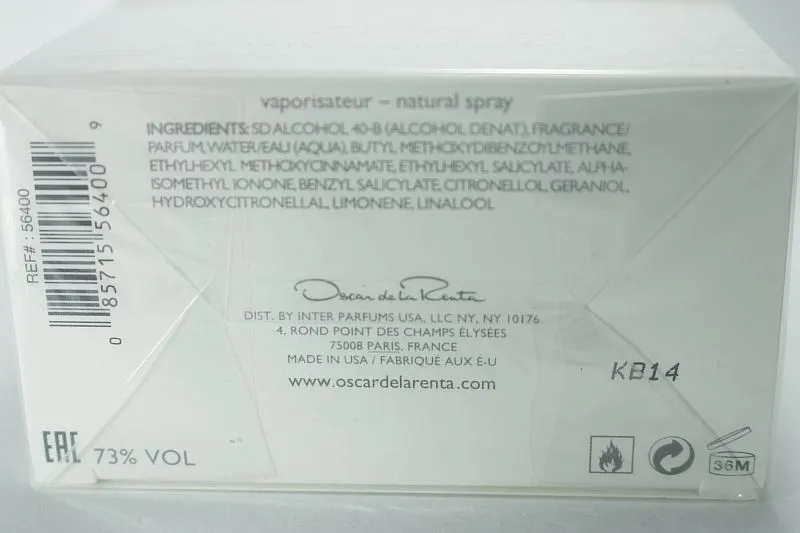 vaporisateur – natural spray
INGREDIENTS: SD ALCOHOL 40-B (ALCOHOL DENAT), FRAGRANCE/
PARFUM, WATER/EAU (AQUA), BUTYL METHOXYDIBENZOYLMETHANE,
ETHYLHEXYL METHOXYCINNAMATE, ETHYLHEXYL SALICYLATE, ALPHA-
ISOMETHYL IONONE, BENZYL SALICYLATE, CITRONELLOL, GERANIOL,
HYDROXYCITRONELLAL, LIMONENE, LINALOOL
REF# : 56400
0 85715 56400 9
Oscar de la Renta
DIST. BY INTER PARFUMS USA, LLC NY, NY 10176
4, ROND POINT DES CHAMPS ÉLYSÉES
75008 PARIS, FRANCE
MADE IN USA / FABRIQUÉ AUX É-U
www.oscardelarenta.com
KB14
EAC 73% VOL
36M